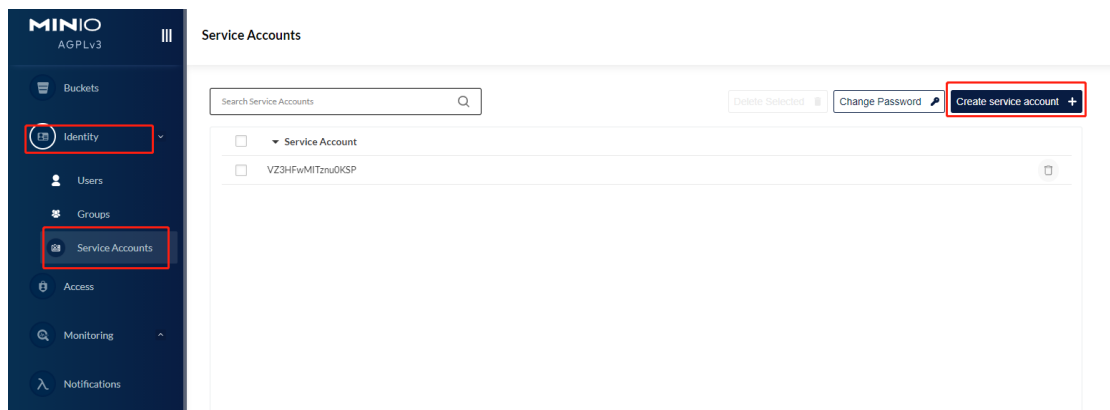 MINIO
AGPLv3
Service Accounts
Buckets
Identity
Users
Groups
Service Accounts
Access
Monitoring
Notifications
Search Service Accounts
Delete Selected
Change Password
Create service account +
Service Account
VZ3HFwMITznu0KSP